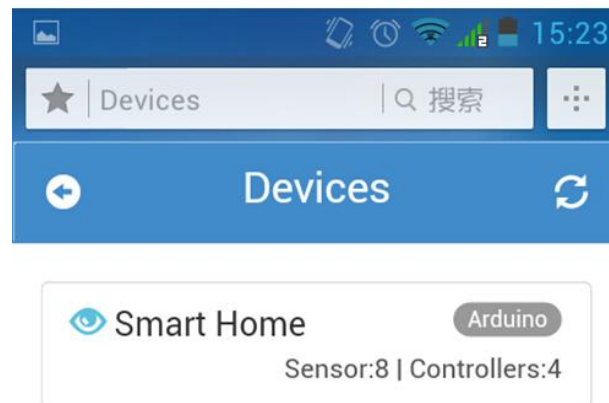 15:23
Devices 搜索
Devices
Smart Home Arduino
Sensor:8 | Controllers:4